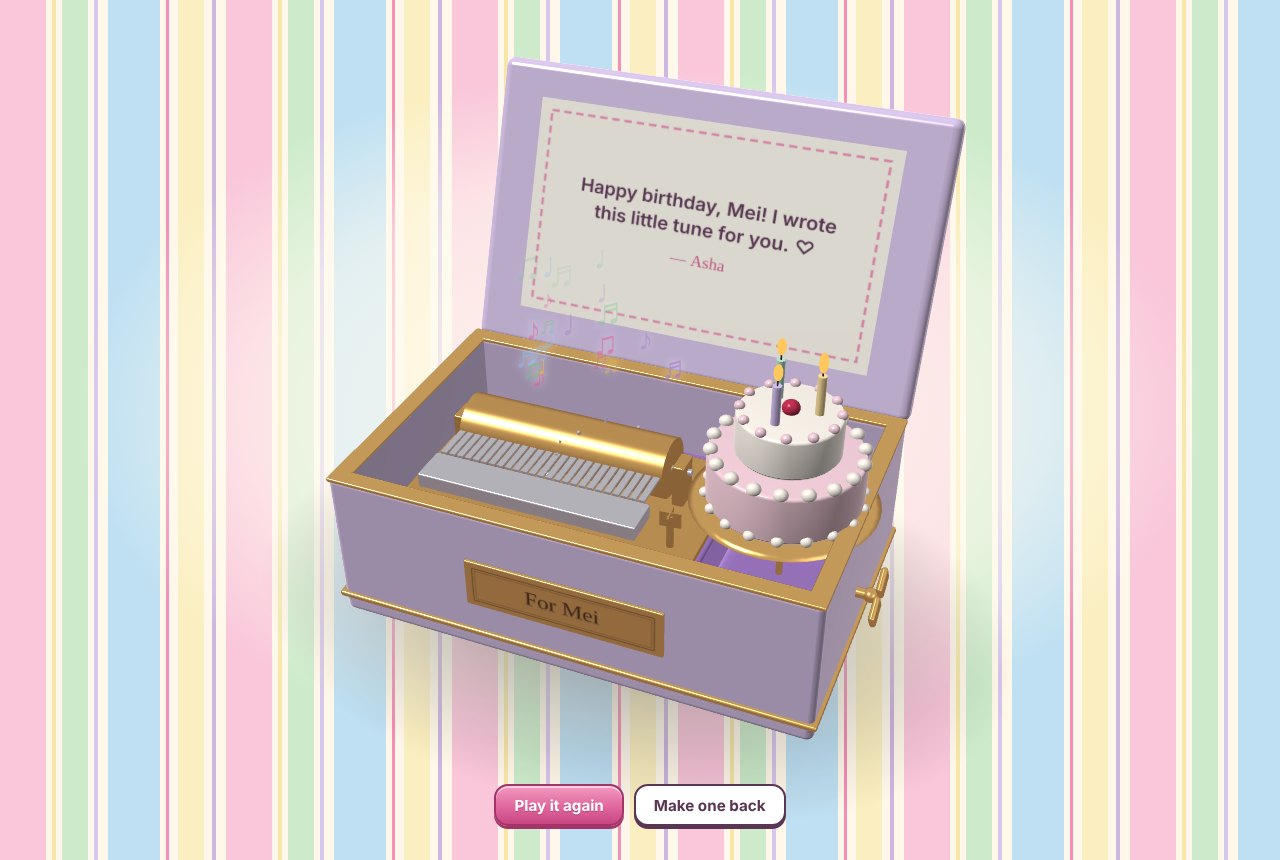 Happy birthday, Mei! I wrote
this little tune for you. ♡
— Asha
For Mei
Play it again
Make one back